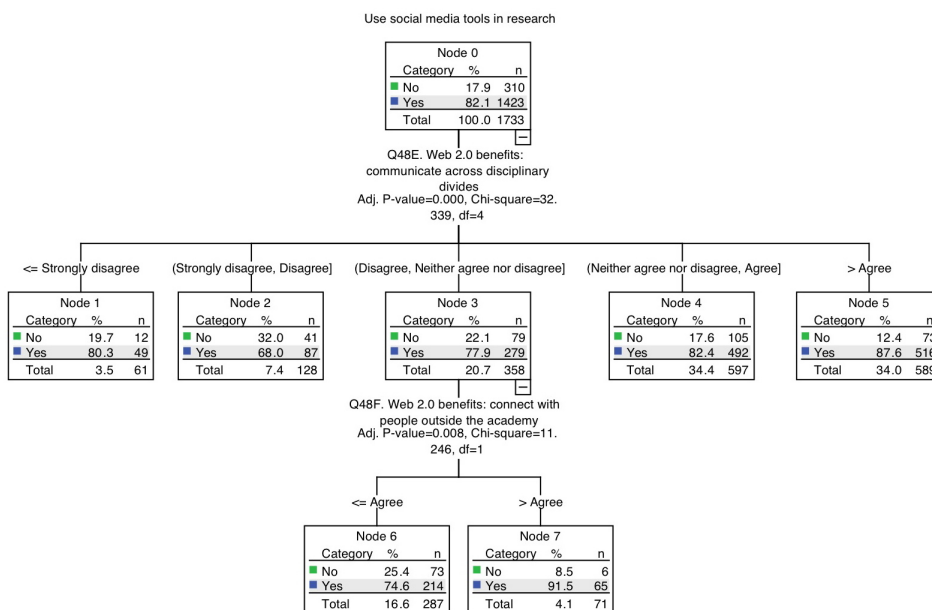 Use social media tools in research
Node 0
Category % n
No 17.9 310
Yes 82.1 1423
Total 100.0 1733
Q48E. Web 2.0 benefits:
communicate across disciplinary
divides
Adj. P-value=0.000, Chi-square=32.
339, df=4
<= Strongly disagree
(Strongly disagree, Disagree]
(Disagree, Neither agree nor disagree]
(Neither agree nor disagree, Agree]
> Agree
Node 1
Category % n
No 19.7 12
Yes 80.3 49
Total 3.5 61
Node 2
Category % n
No 32.0 41
Yes 68.0 87
Total 7.4 128
Node 3
Category % n
No 22.1 79
Yes 77.9 279
Total 20.7 358
Node 4
Category % n
No 17.6 105
Yes 82.4 492
Total 34.4 597
Node 5
Category % n
No 12.4 73
Yes 87.6 516
Total 34.0 589
Q48F. Web 2.0 benefits: connect with
people outside the academy
Adj. P-value=0.008, Chi-square=11.
246, df=1
<= Agree
> Agree
Node 6
Category % n
No 25.4 73
Yes 74.6 214
Total 16.6 287
Node 7
Category % n
No 8.5 6
Yes 91.5 65
Total 4.1 71